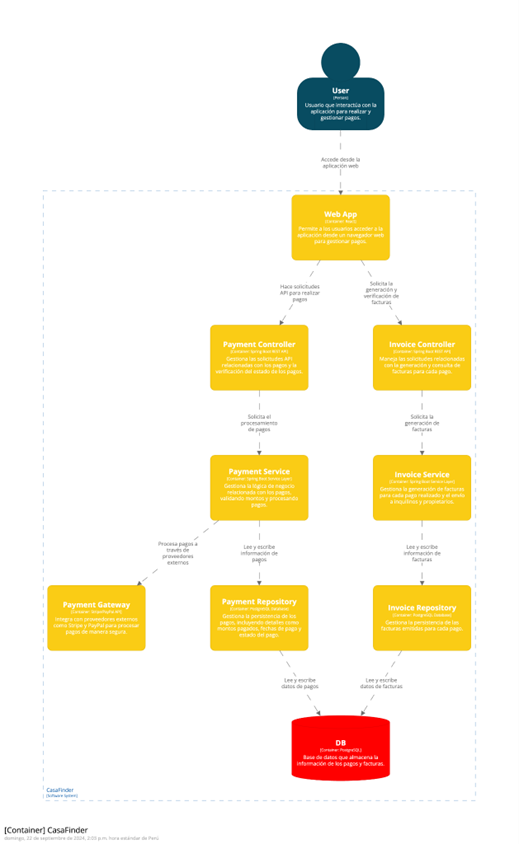 User
[Person]
Usuario que interactúa con la
aplicación para realizar y
gestionar pagos.
Accede desde la
aplicación web
Web App
[Container: React]
Permite a los usuarios acceder a la
aplicación desde un navegador web
para gestionar pagos.
Hace solicitudes
API para realizar
pagos
Solicita la
generación y
verificación de
facturas
Payment Controller
[Container: Spring Boot REST API]
Gestiona las solicitudes API
relacionadas con los pagos y la
verificación del estado de los pagos.
Invoice Controller
[Container: Spring Boot REST API]
Maneja las solicitudes relacionadas
con la generación y consulta de
facturas para cada pago.
Solicita el
procesamiento
de pagos
Solicita la
generación de
facturas
Payment Service
[Container: Spring Boot Service Layer]
Gestiona la lógica de negocio
relacionada con los pagos,
validando montos y procesando
pagos.
Invoice Service
[Container: Spring Boot Service Layer]
Gestiona la generación de facturas
para cada pago realizado y el envío
a inquilinos y propietarios.
Procesa pagos a
través de
proveedores
externos
Lee y escribe
información de
pagos
Lee y escribe
información de
facturas
Payment Gateway
[Container: Stripe/PayPal API]
Integra con proveedores externos
como Stripe y PayPal para procesar
pagos de manera segura.
Payment Repository
[Container: PostgreSQL Database]
Gestiona la persistencia de los
pagos, incluyendo detalles como
montos pagados, fechas de pago y
estado del pago.
Invoice Repository
[Container: PostgreSQL Database]
Gestiona la persistencia de las
facturas emitidas para cada pago.
Lee y escribe
datos de pagos
Lee y escribe
datos de facturas
DB
[Container: PostgreSQL]
Base de datos que almacena la
información de los pagos y facturas.
CasaFinder
[Software System]
[Container] CasaFinder
domingo, 22 de septiembre de 2024, 2:05 p.m. hora estándar de Perú